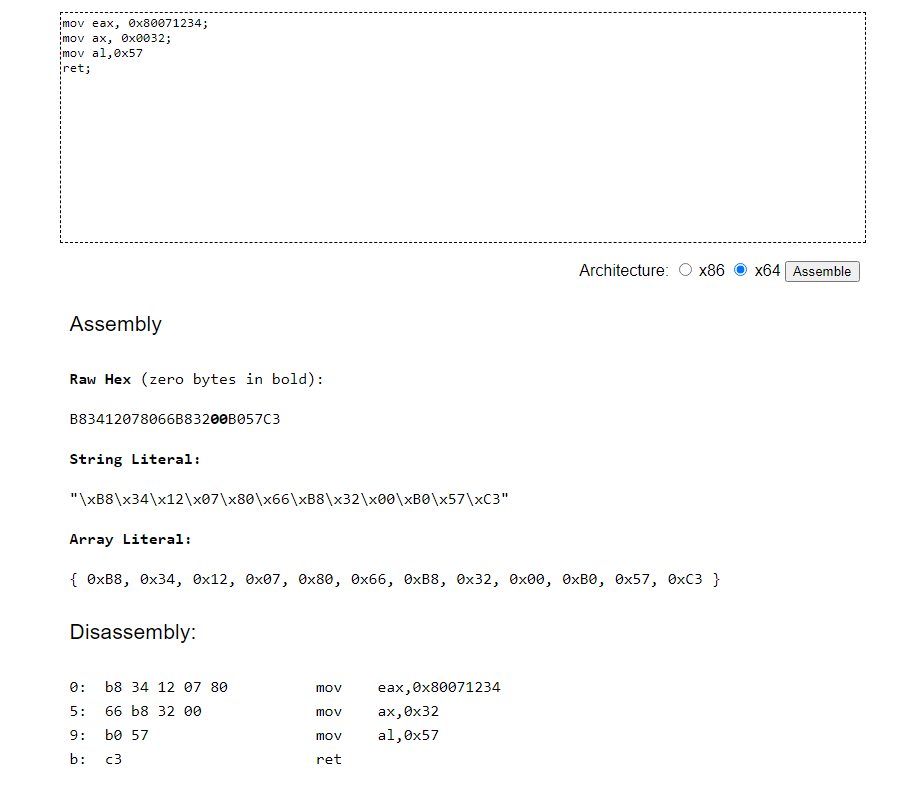 mov eax, 0x80071234;
mov ax, 0x0032;
mov al,0x57
ret;
Architecture: x86 x64 Assemble
Assembly
Raw Hex (zero bytes in bold):
B83412078066B83200B057C3
String Literal:
"\xB8\x34\x12\x07\x80\x66\xB8\x32\x00\xB0\x57\xC3"
Array Literal:
{ 0xB8, 0x34, 0x12, 0x07, 0x80, 0x66, 0xB8, 0x32, 0x00, 0xB0, 0x57, 0xC3 }
Disassembly:
0: b8 34 12 07 80 mov eax,0x80071234
5: 66 b8 32 00 mov ax,0x32
9: b0 57 mov al,0x57
b: c3 ret